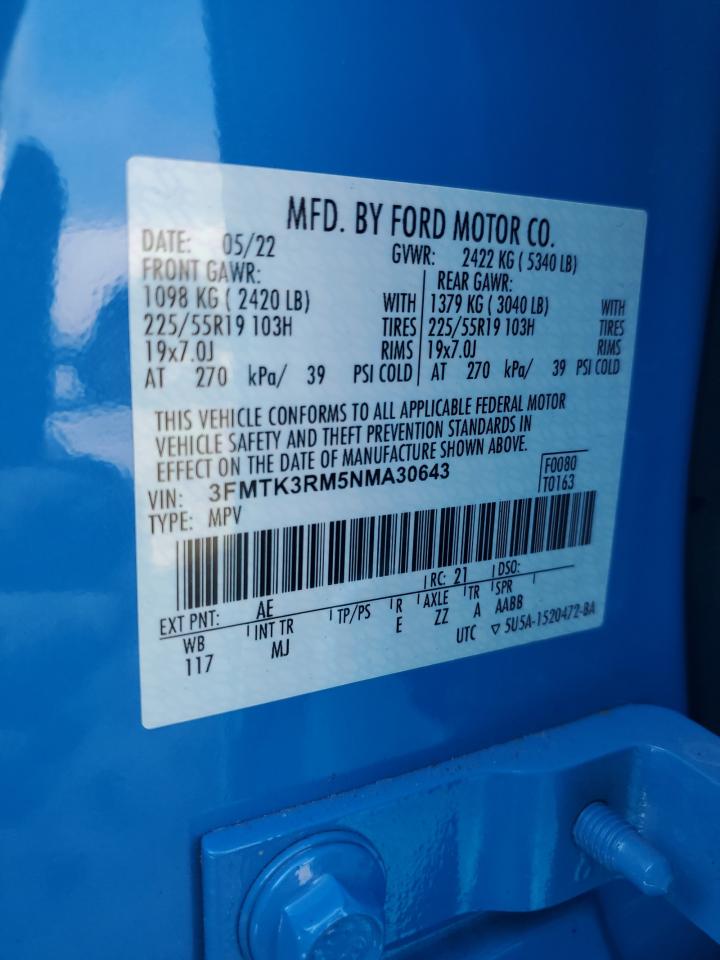 MFD. BY FORD MOTOR CO.
DATE: 05/22 GVWR: 2422 KG ( 5340 LB)
FRONT GAWR: REAR GAWR:
1098 KG ( 2420 LB) WITH 1379 KG ( 3040 LB) WITH
225/55R19 103H TIRES 225/55R19 103H TIRES
19x7.0J RIMS 19x7.0J RIMS
AT 270 kPa/ 39 PSI COLD AT 270 kPa/ 39 PSI COLD
THIS VEHICLE CONFORMS TO ALL APPLICABLE FEDERAL MOTOR
VEHICLE SAFETY AND THEFT PREVENTION STANDARDS IN
EFFECT ON THE DATE OF MANUFACTURE SHOWN ABOVE.
VIN: 3FMTK3RM5NMA30643 F0080
TYPE: MPV T0163
EXT PNT: AE RC: 21 DSO:
WB INT TR TP/PS R AXLE TR SPR
117 MJ E ZZ A AABB
UTC ▽ 5U5A-1520472-BA